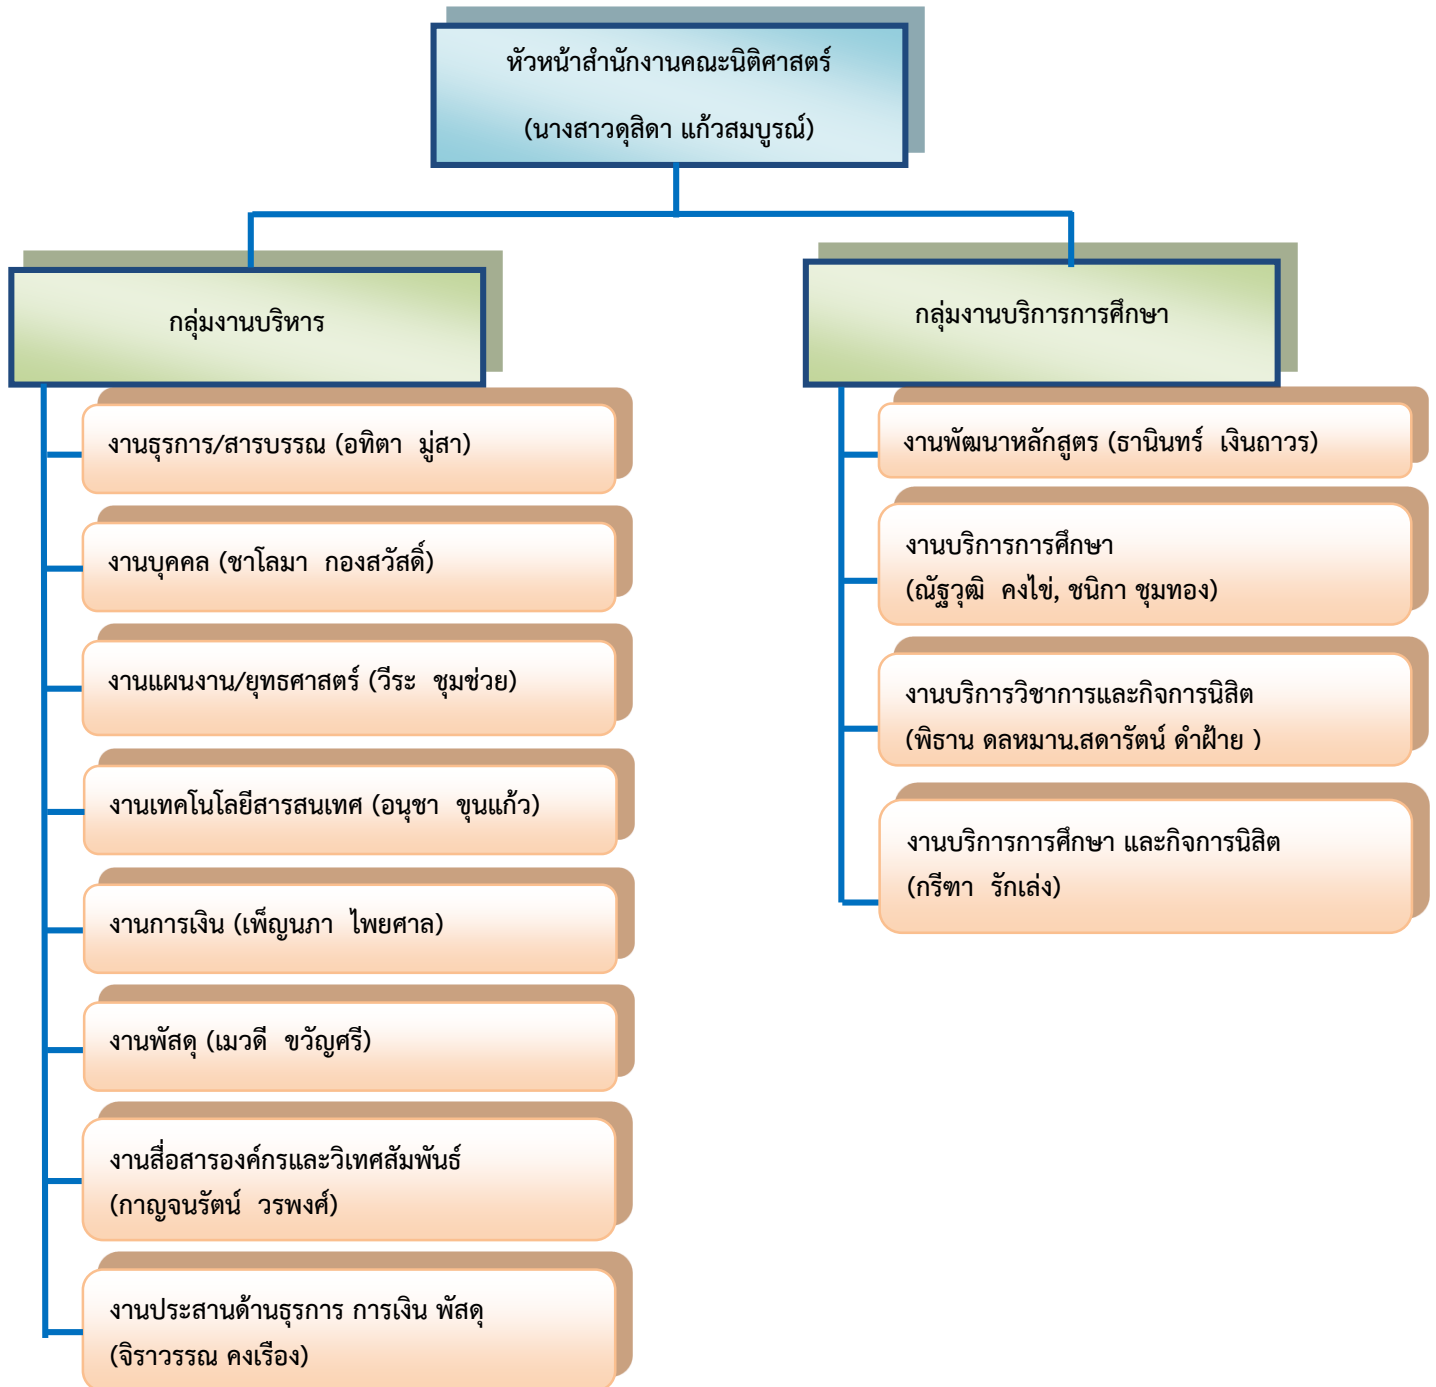 หัวหน้าสำนักงานคณะนิติศาสตร์
(นางสาวดุสิดา แก้วสมบูรณ์)
กลุ่มงานบริหาร
งานธุรการ/สารบรรณ (อทิตา มู่สา)
งานบุคคล (ชาโลมา กองสวัสดิ์)
งานแผนงาน/ยุทธศาสตร์ (วีระ ชุมช่วย)
งานเทคโนโลยีสารสนเทศ (อนุชา ขุนแก้ว)
งานการเงิน (เพ็ญนภา ไพยศาล)
งานพัสดุ (เมวดี ขวัญศรี)
งานสื่อสารองค์กรและวิเทศสัมพันธ์
(กาญจนรัตน์ วรพงศ์)
งานประสานด้านธุรการ การเงิน พัสดุ
(จิราวรรณ คงเรือง)
กลุ่มงานบริการการศึกษา
งานพัฒนาหลักสูตร (ธานินทร์ เงินถาวร)
งานบริการการศึกษา
(ณัฐวุฒิ คงไข่, ชนิกา ชุมทอง)
งานบริการวิชาการและกิจการนิสิต
(พิธาน ดลหมาน,สดารัตน์ ดำฝ้าย )
งานบริการการศึกษา และกิจการนิสิต
(กรีฑา รักเล่ง)